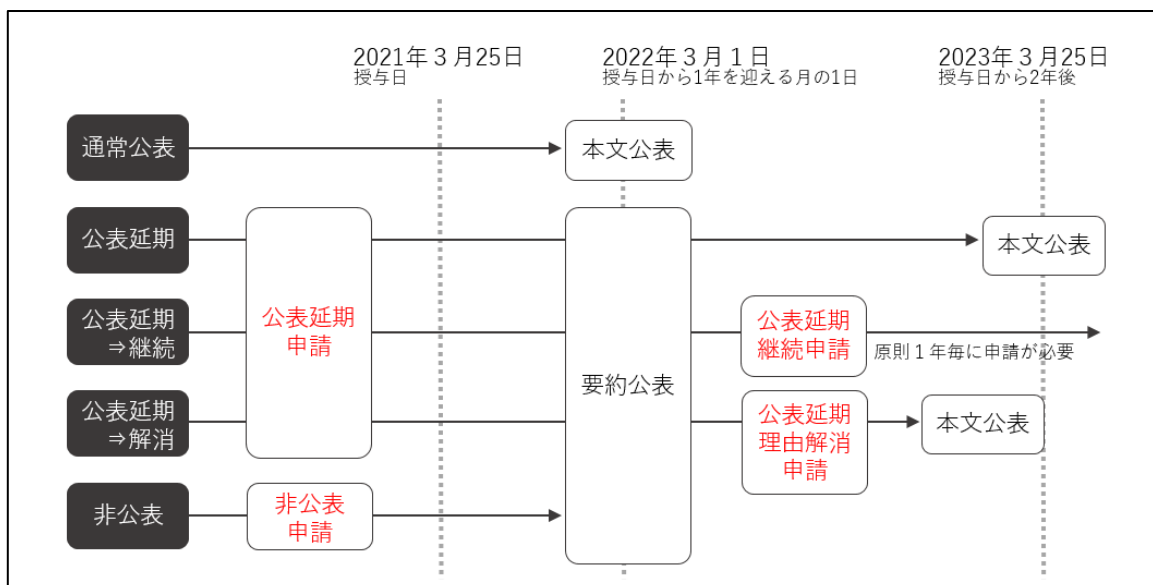 2021年３月25日
授与日
2022年３月１日
授与日から1年を迎える月の1日
2023年３月25日
授与日から2年後
通常公表
本文公表
公表延期
本文公表
公表延期
⇒継続
公表延期
申請
要約公表
公表延期
継続申請
原則１年毎に申請が必要
公表延期
⇒解消
公表延期
理由解消
申請
本文公表
非公表
非公表
申請